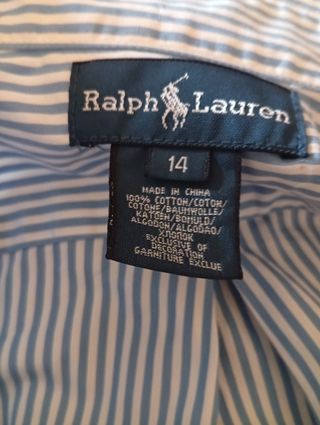 Ralph Lauren
14
MADE IN CHINA
100% COTTON/COTON/
COTONE/BAUMWOLLE/
KATOEN/BOMULD/
ALGODON/ALGODAO/
ХЛОПОК
EXCLUSIVE OF
DECORATION
GARNITURE EXCLUE